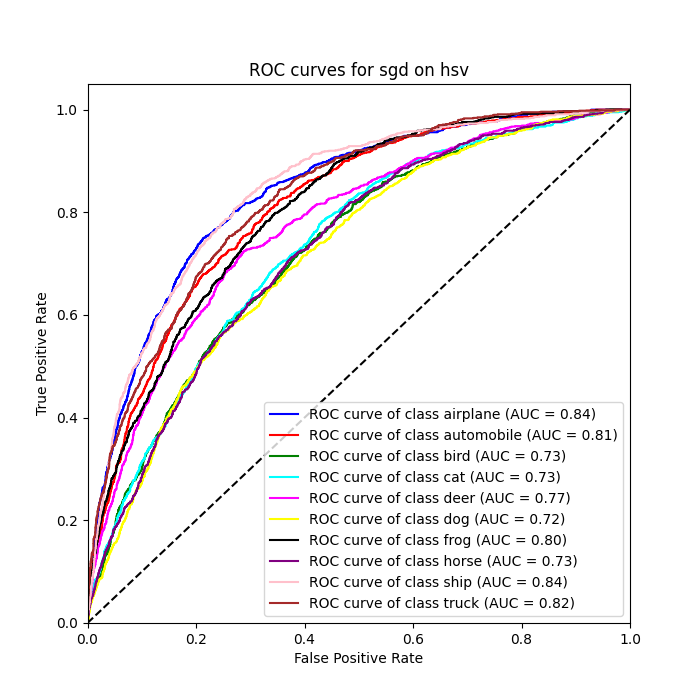 ROC curves for sgd on hsv
True Positive Rate
1.0
0.8
0.6
0.4
0.2
0.0
ROC curve of class airplane (AUC = 0.84)
ROC curve of class automobile (AUC = 0.81)
ROC curve of class bird (AUC = 0.73)
ROC curve of class cat (AUC = 0.73)
ROC curve of class deer (AUC = 0.77)
ROC curve of class dog (AUC = 0.72)
ROC curve of class frog (AUC = 0.80)
ROC curve of class horse (AUC = 0.73)
ROC curve of class ship (AUC = 0.84)
ROC curve of class truck (AUC = 0.82)
0.0 0.2 0.4 0.6 0.8 1.0
False Positive Rate